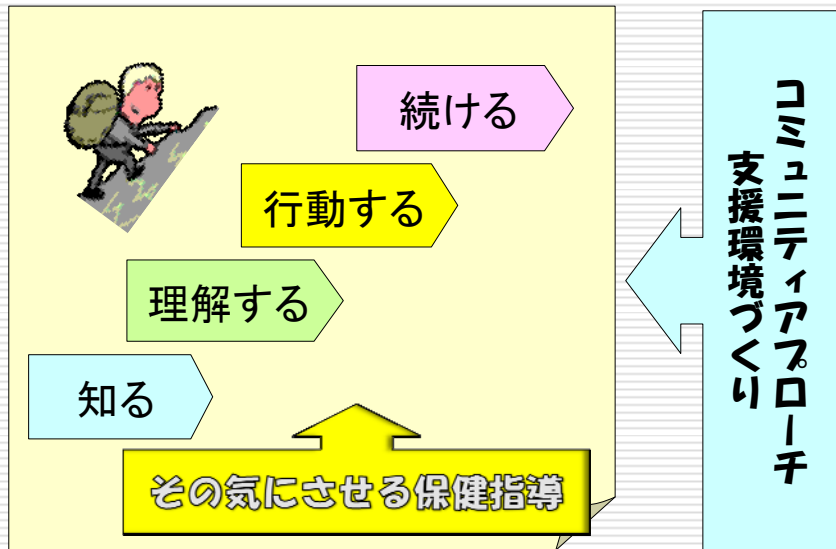 続ける
行動する
理解する
知る
その気にさせる保健指導
コミュニティアプローチ
支援環境づくり